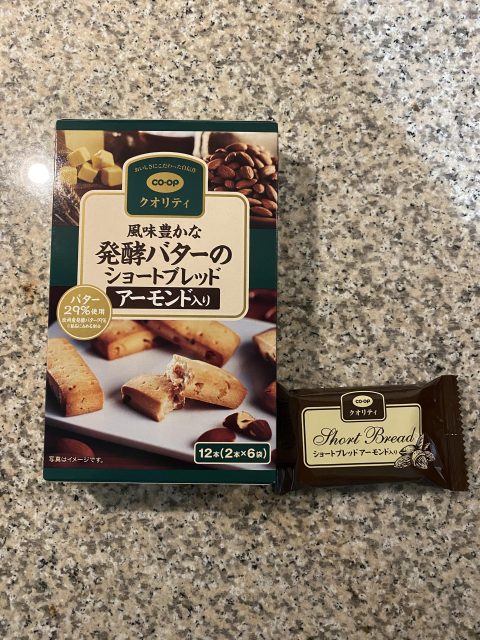 おいしさにこだわった自信作
CO・OP
クオリティ
風味豊かな
発酵バターの
ショートブレッド
アーモンド入り
バター
29%使用
写真はイメージです。
12本(2本×6袋)
CO・OP
クオリティ
Short Bread
ショートブレッド アーモンド入り